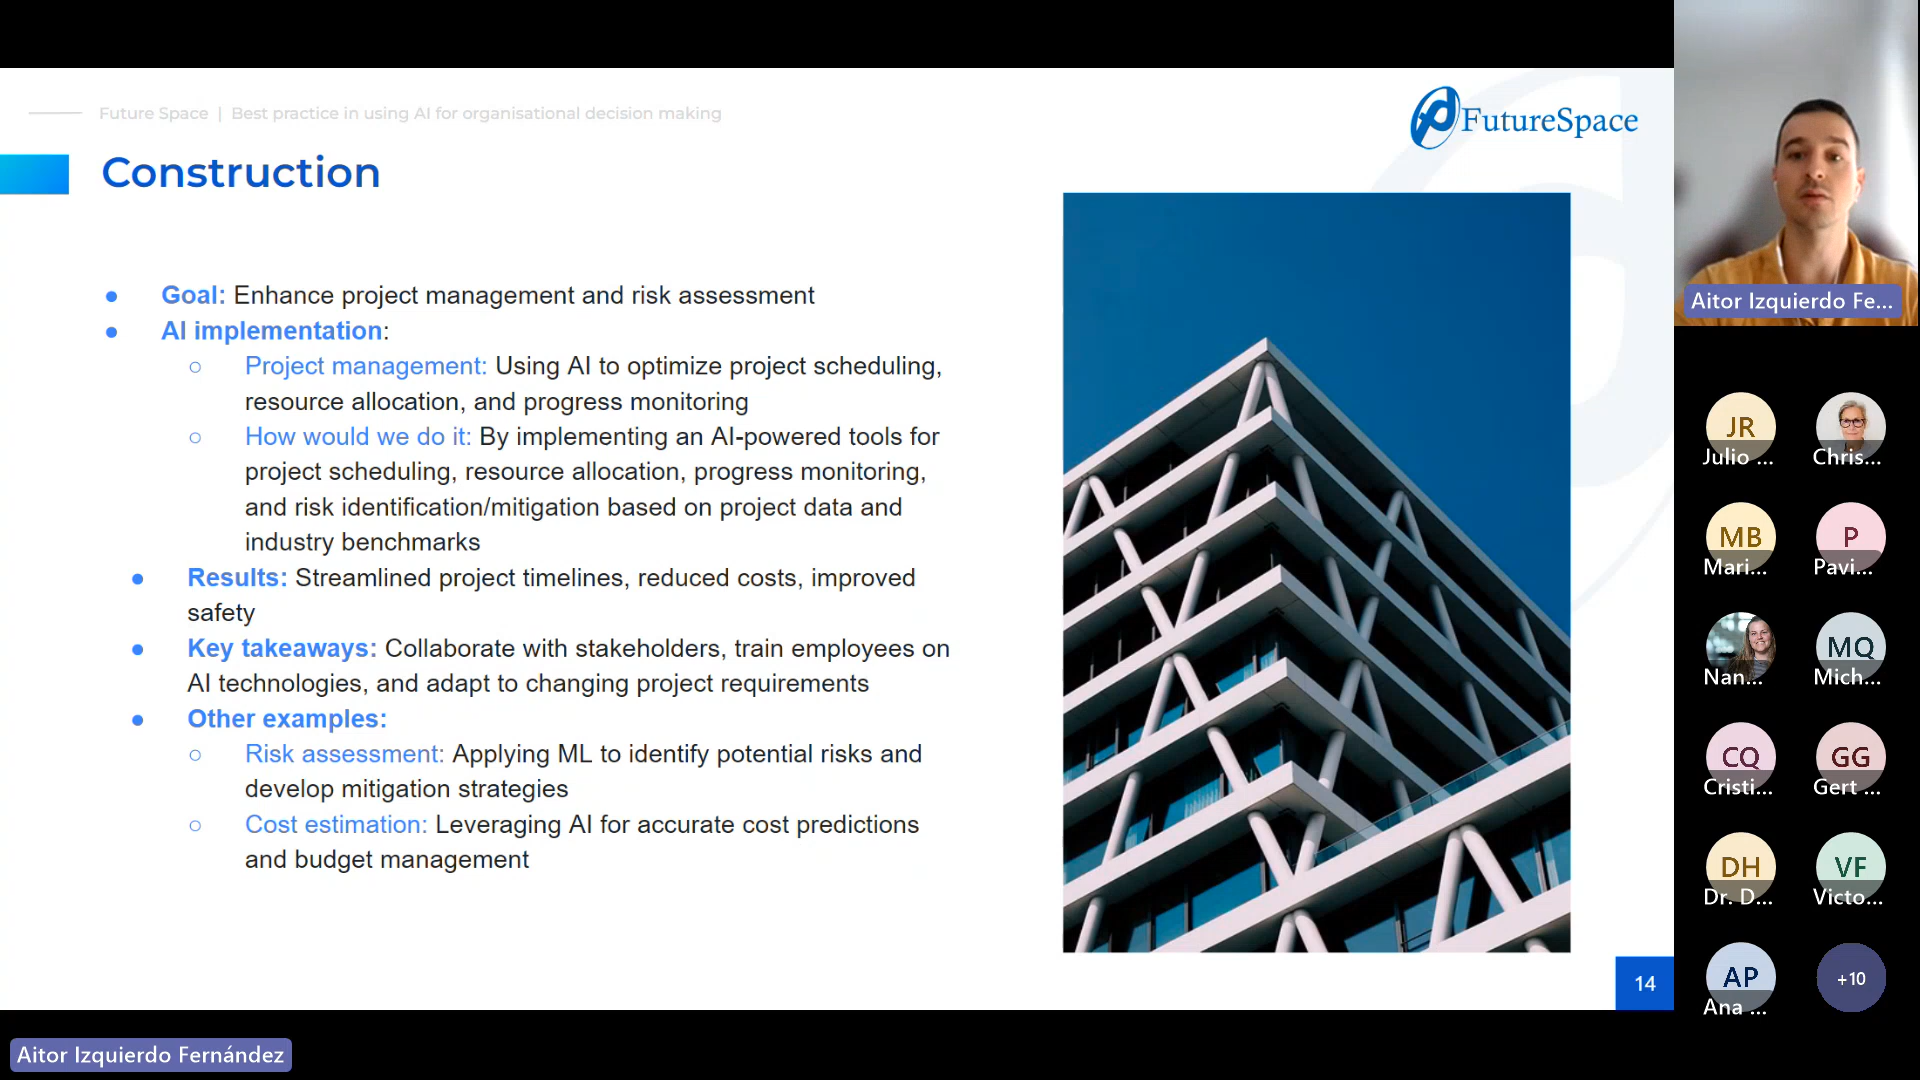 Future Space | Best practice in using AI for organisational decision making
FutureSpace
Construction
● Goal: Enhance project management and risk assessment
● AI implementation:
○ Project management: Using AI to optimize project scheduling,
resource allocation, and progress monitoring
○ How would we do it: By implementing an AI-powered tools for
project scheduling, resource allocation, progress monitoring,
and risk identification/mitigation based on project data and
industry benchmarks
● Results: Streamlined project timelines, reduced costs, improved
safety
● Key takeaways: Collaborate with stakeholders, train employees on
AI technologies, and adapt to changing project requirements
● Other examples:
○ Risk assessment: Applying ML to identify potential risks and
develop mitigation strategies
○ Cost estimation: Leveraging AI for accurate cost predictions
and budget management
14
Aitor Izquierdo Fernández
Aitor Izquierdo Fe...
JR
Julio ...
Chris...
MB
Mari...
P
Pavi...
Nan...
MQ
Mich...
CQ
Cristi...
GG
Gert ...
DH
Dr. D...
VF
Victo...
AP
Ana ...
+10